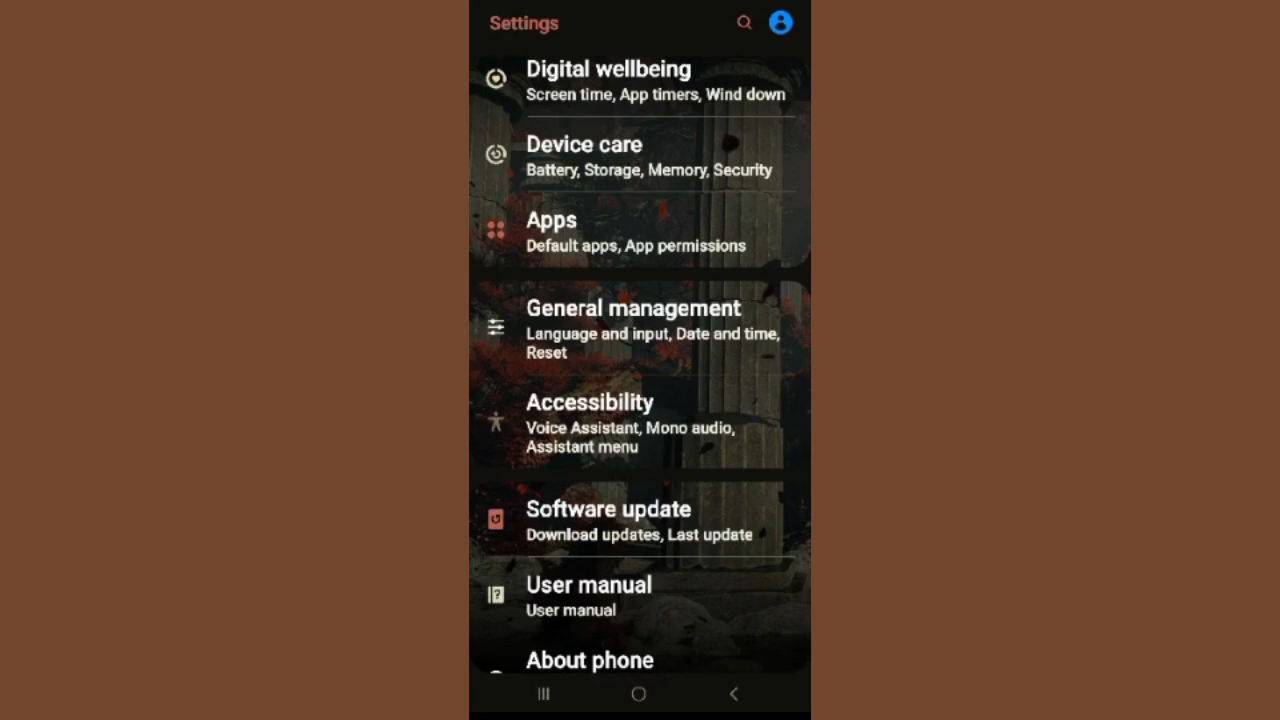 Settings
Digital wellbeing
Screen time, App timers, Wind down
Device care
Battery, Storage, Memory, Security
Apps
Default apps, App permissions
General management
Language and input, Date and time,
Reset
Accessibility
Voice Assistant, Mono audio,
Assistant menu
Software update
Download updates, Last update
User manual
User manual
About phone